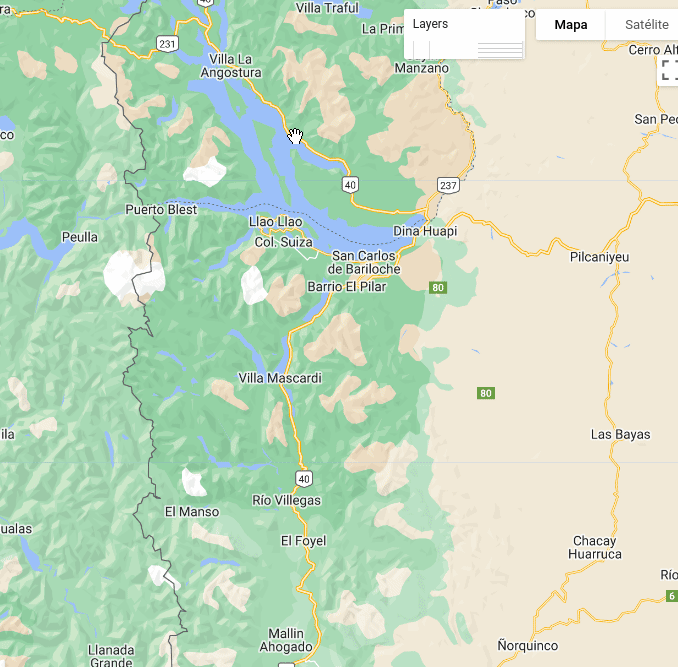 Villa Traful
Layers
Mapa
Satélite
231
La Prim
Villa La
Angostura
Manzano
Cerro Alt
San Pe
co
40
237
Puerto Blest
Llao Llao
Peulla
Col. Suiza
Dina Huapi
San Carlos
de Bariloche
Pilcaniyeu
Barrio El Pilar
80
Villa Mascardi
80
ila
Las Bayas
40
Río Villegas
El Manso
ualas
El Foyel
Chacay
Huarruca
Río
6
Mallin
Ahogado
Llanada
Grande
Ñorquinco